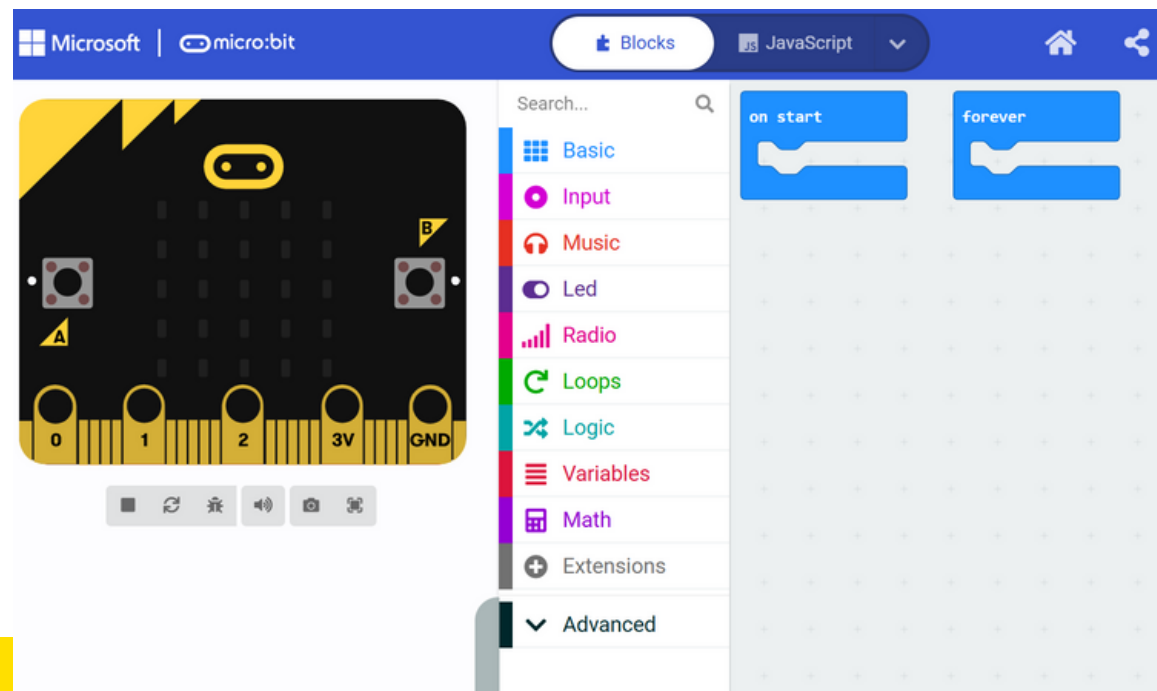 Microsoft | micro:bit
Blocks
JS JavaScript
Search...
Basic
Input
Music
Led
Radio
Loops
Logic
Variables
Math
Extensions
Advanced
on start
forever
B
A
0 1 2 3V GND